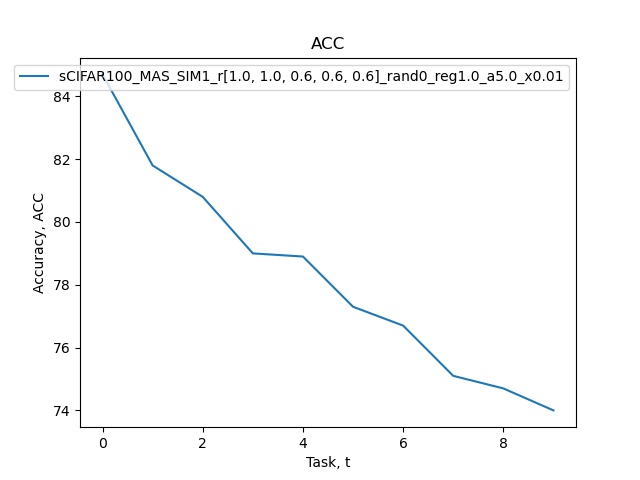 ACC
sCIFAR100_MAS_SIM1_r[1.0, 1.0, 0.6, 0.6, 0.6]_rand0_reg1.0_a5.0_x0.01
84
82
80
78
76
74
Accuracy, ACC
0 2 4 6 8
Task, t